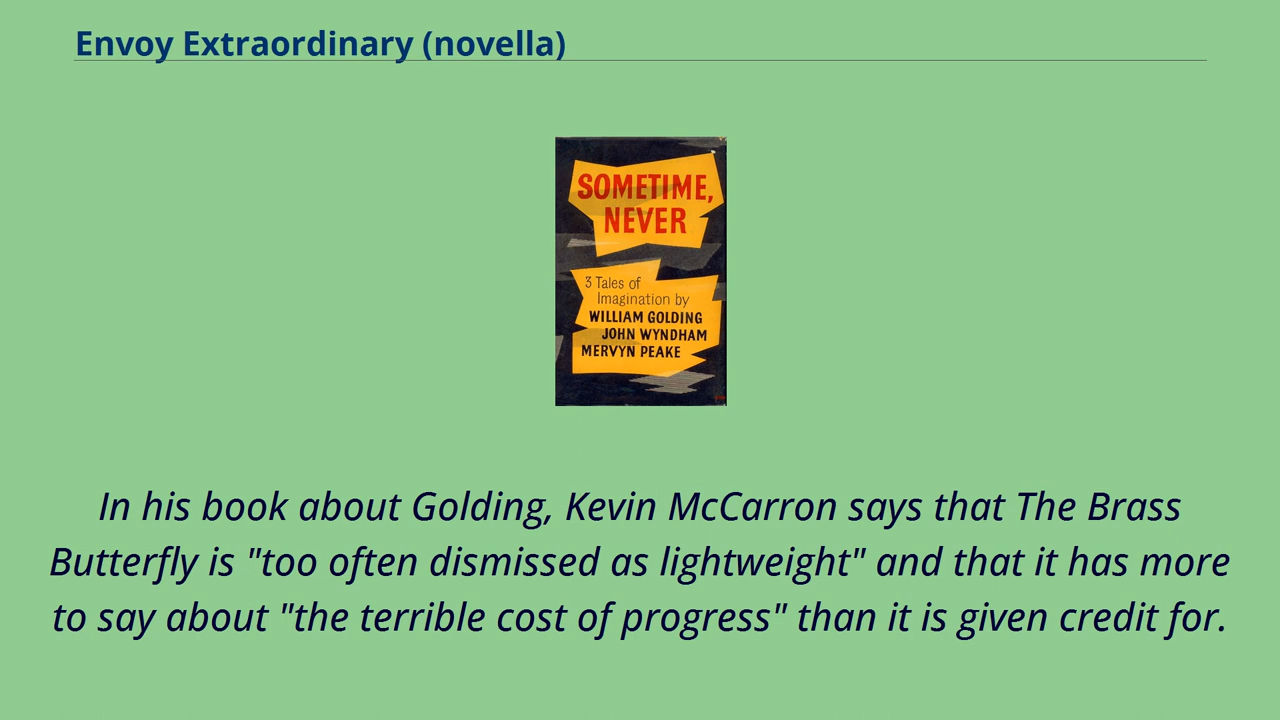 Envoy Extraordinary (novella)
SOMETIME,
NEVER
3 Tales of
Imagination by
WILLIAM GOLDING
JOHN WYNDHAM
MERVYN PEAKE
In his book about Golding, Kevin McCarron says that The Brass
Butterfly is "too often dismissed as lightweight" and that it has more
to say about "the terrible cost of progress" than it is given credit for.